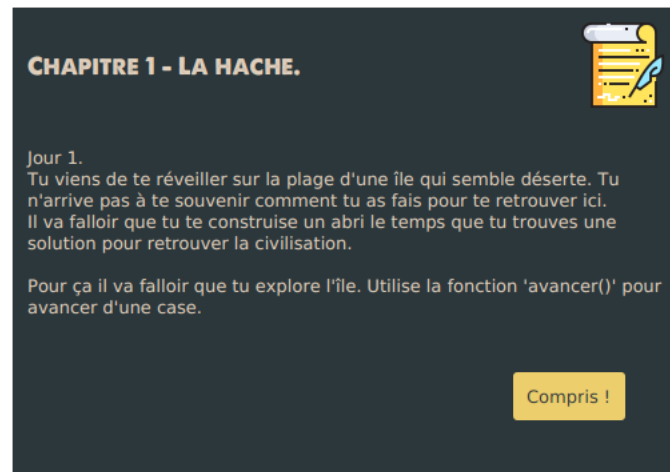 CHAPITRE 1 - LA HACHE.
Jour 1.
Tu viens de te réveiller sur la plage d'une île qui semble déserte. Tu
n'arrive pas à te souvenir comment tu as fais pour te retrouver ici.
Il va falloir que tu te construise un abri le temps que tu trouves une
solution pour retrouver la civilisation.
Pour ça il va falloir que tu explore l'île. Utilise la fonction 'avancer()' pour
avancer d'une case.
Compris !